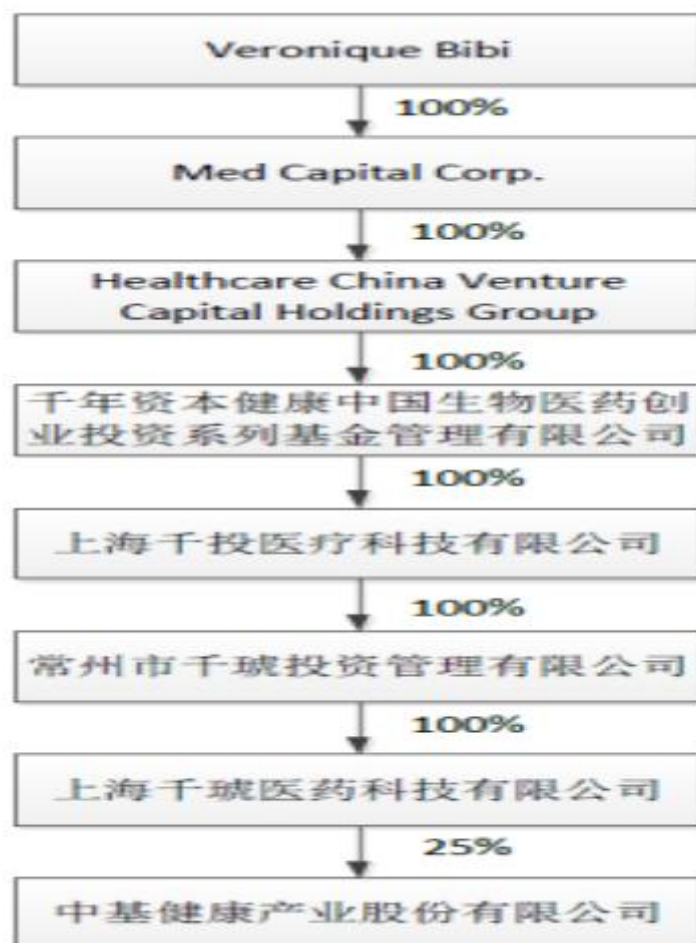 Veronique Bibi
100%
Med Capital Corp.
100%
Healthcare China Venture
Capital Holdings Group
100%
千年资本健康中国生物医药创
业投资系列基金管理有限公司
100%
上海千投医疗科技有限公司
100%
常州市千琥投资管理有限公司
100%
上海千琥医药科技有限公司
25%
中基健康产业股份有限公司